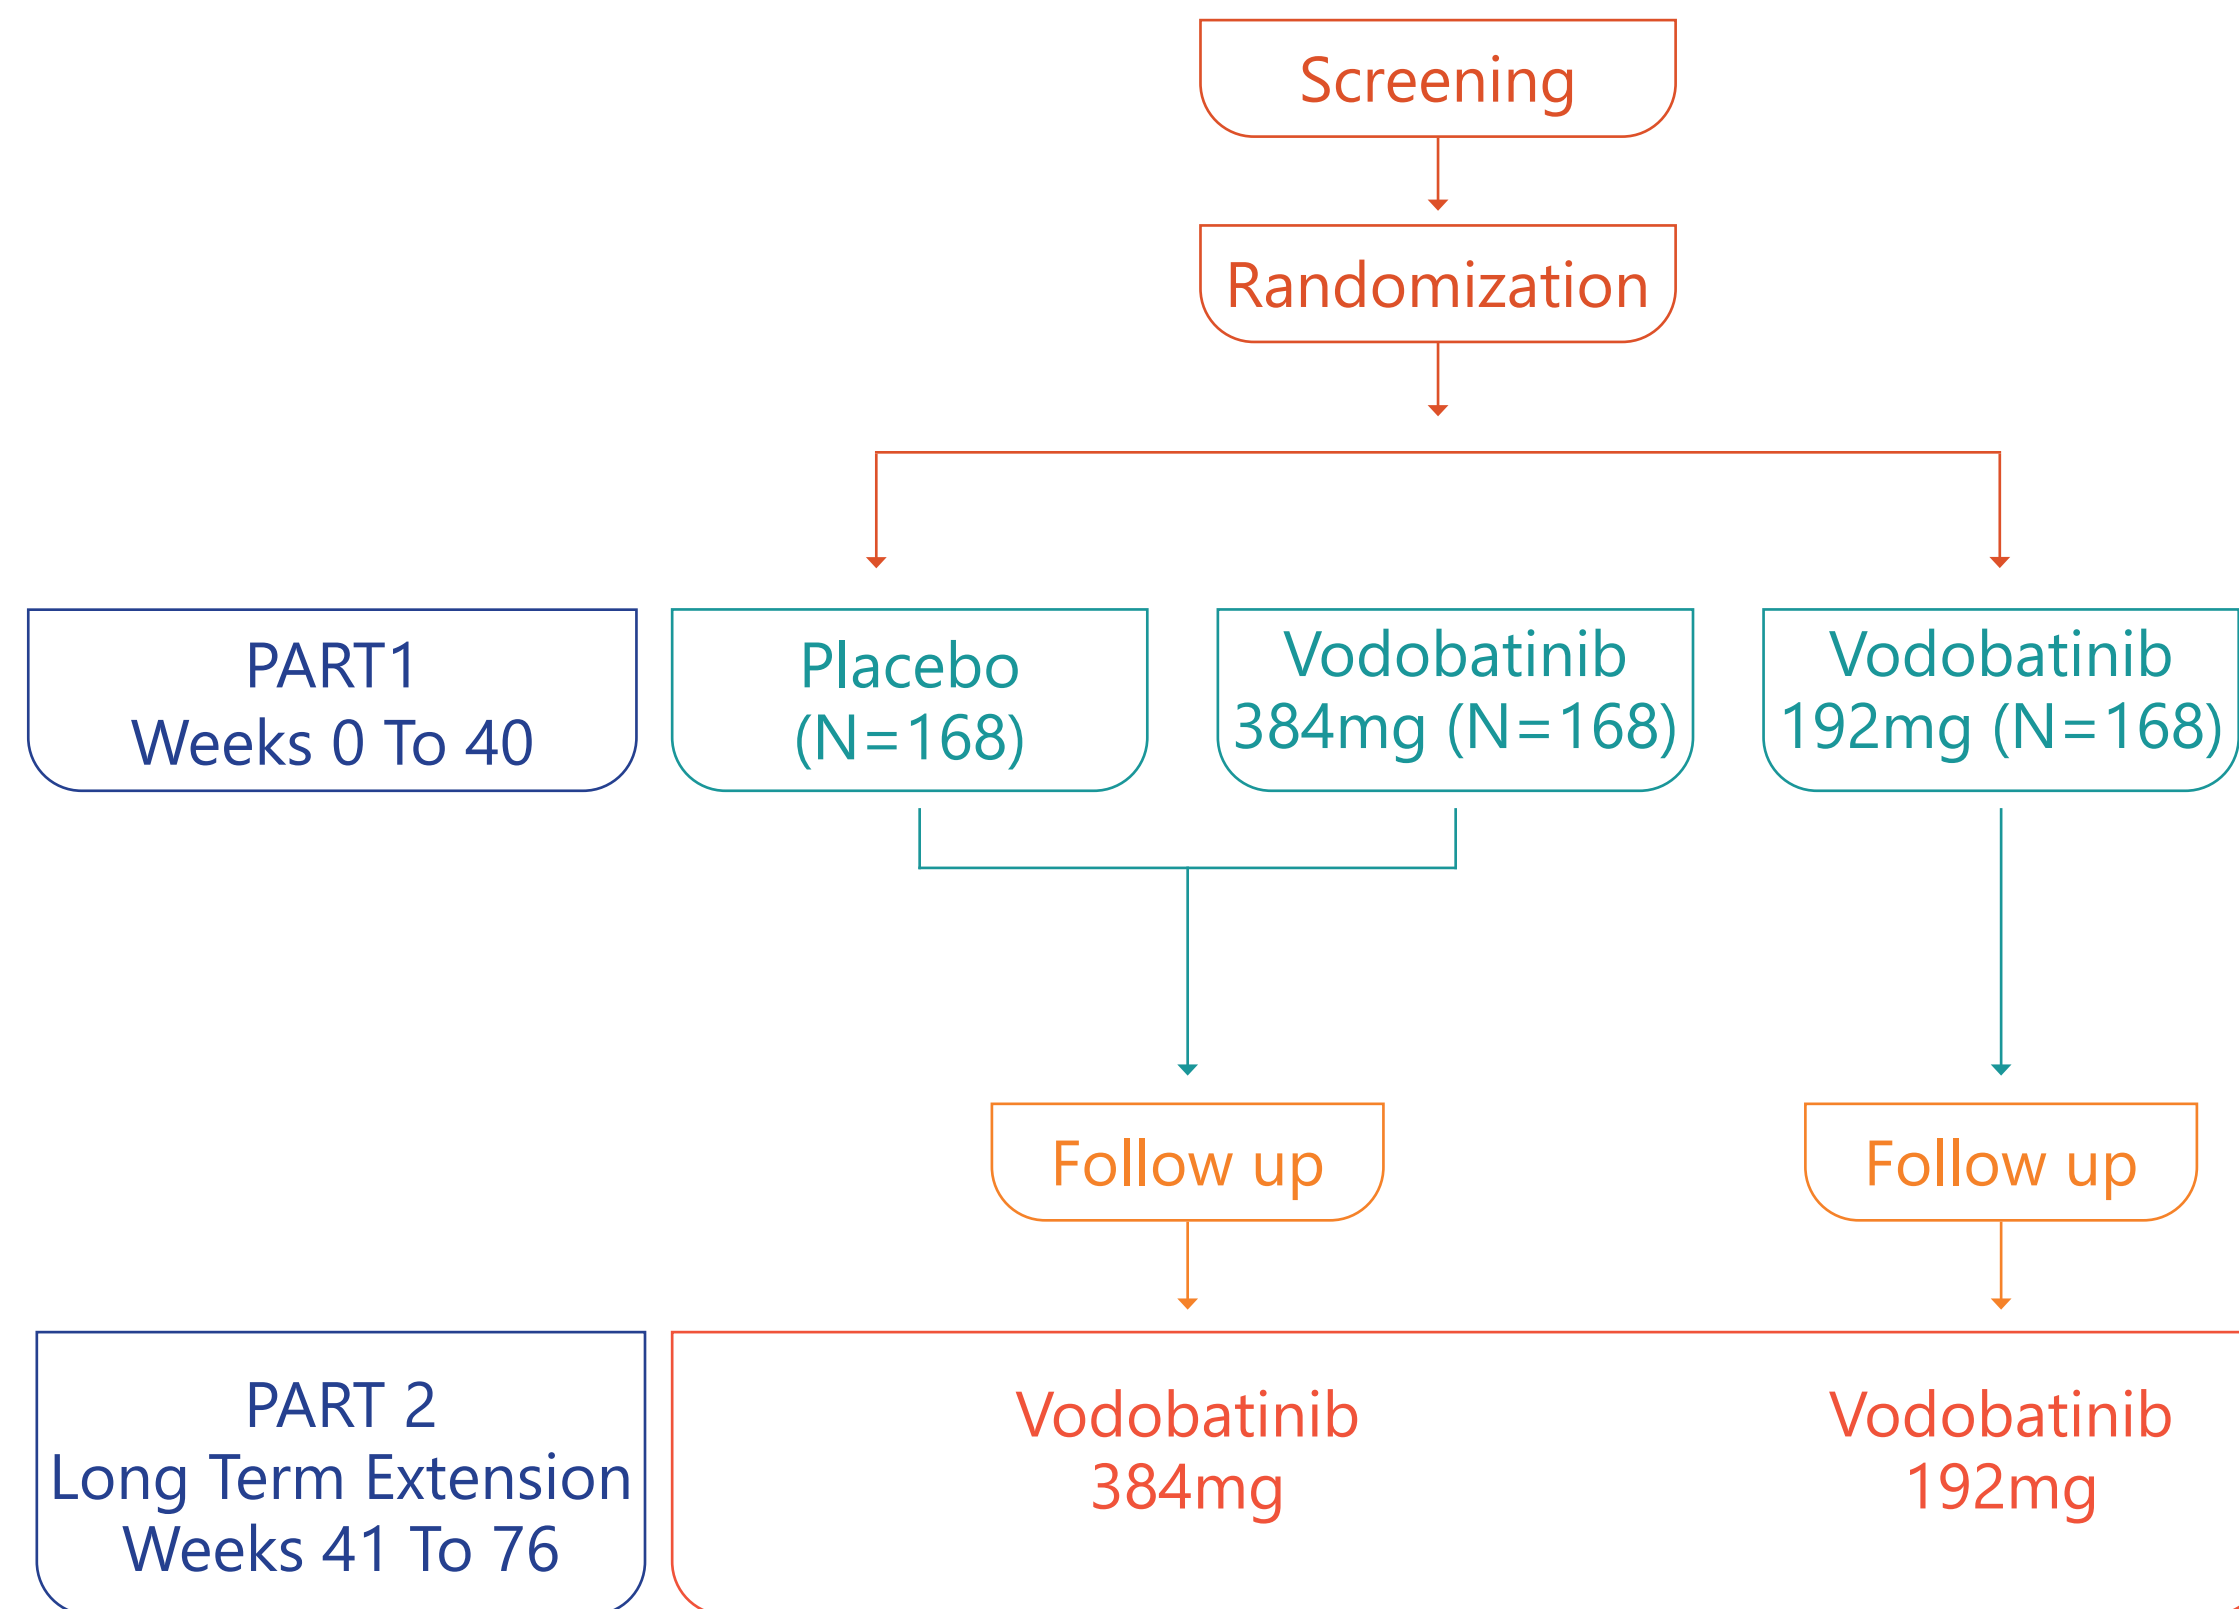 Screening
Randomization
PART1
Weeks 0 To 40
Placebo
(N=168)
Vodobatinib
384mg (N=168)
Vodobatinib
192mg (N=168)
Follow up
Follow up
PART 2
Long Term Extension
Weeks 41 To 76
Vodobatinib
384mg
Vodobatinib
192mg